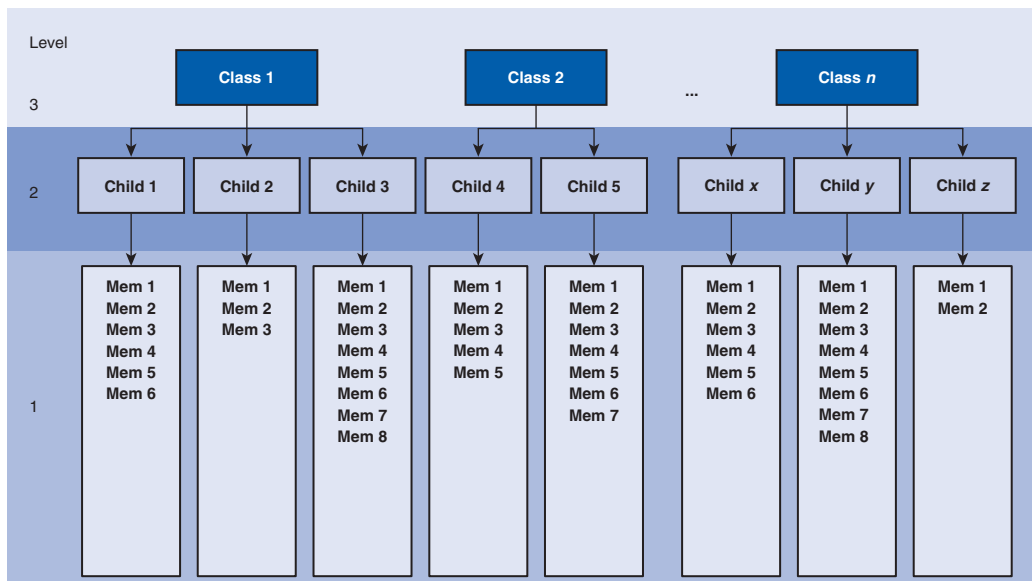 Level
Class 1
Class 2
...
Class n
3
2
Child 1
Child 2
Child 3
Child 4
Child 5
Child x
Child y
Child z
1
Mem 1
Mem 2
Mem 3
Mem 4
Mem 5
Mem 6
Mem 1
Mem 2
Mem 3
Mem 1
Mem 2
Mem 3
Mem 4
Mem 5
Mem 6
Mem 7
Mem 8
Mem 1
Mem 2
Mem 3
Mem 4
Mem 5
Mem 1
Mem 2
Mem 3
Mem 4
Mem 5
Mem 6
Mem 7
Mem 1
Mem 2
Mem 3
Mem 4
Mem 5
Mem 6
Mem 1
Mem 2
Mem 3
Mem 4
Mem 5
Mem 6
Mem 7
Mem 8
Mem 1
Mem 2